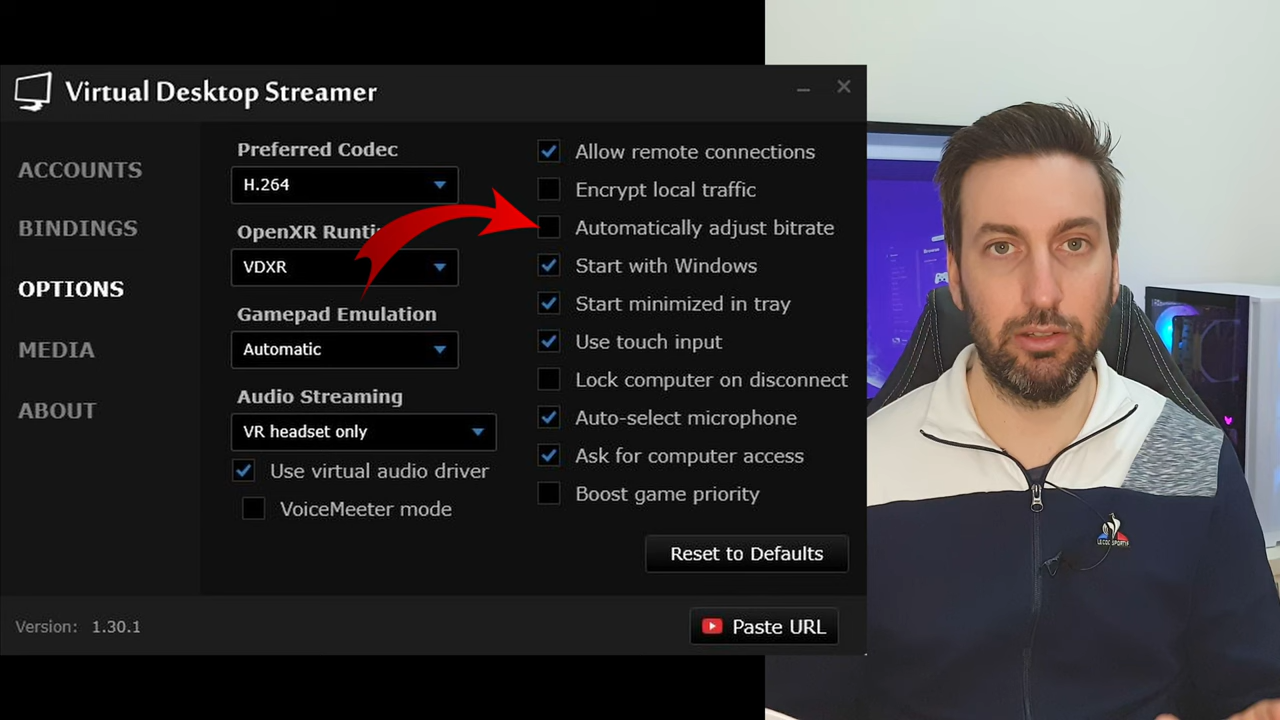 Virtual Desktop Streamer
ACCOUNTS
BINDINGS
OPTIONS
MEDIA
ABOUT
Preferred Codec
H.264
OpenXR Runti
VDXR
Gamepad Emulation
Automatic
Audio Streaming
VR headset only
Use virtual audio driver
VoiceMeeter mode
Allow remote connections
Encrypt local traffic
Automatically adjust bitrate
Start with Windows
Start minimized in tray
Use touch input
Lock computer on disconnect
Auto-select microphone
Ask for computer access
Boost game priority
Reset to Defaults
Version: 1.30.1
Paste URL
LE COQ SPORTIF